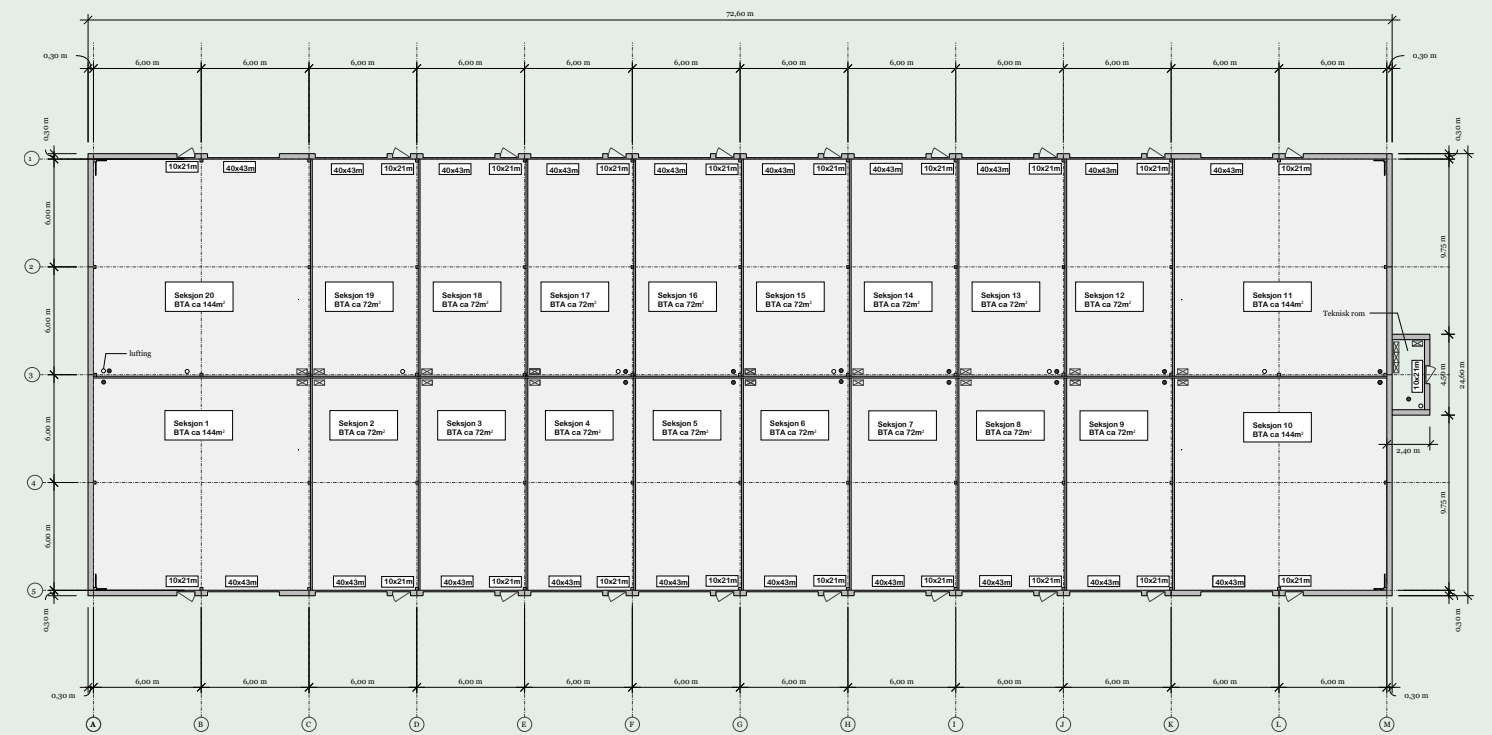 72,60 m
0,30 m
6,00 m 6,00 m 6,00 m 6,00 m 6,00 m 6,00 m 6,00 m 6,00 m 6,00 m 6,00 m 6,00 m 6,00 m
0,30 m
0,30 m
0,30 m
1
10x21m 40x43m 40x43m 10x21m 40x43m 10x21m 40x43m 10x21m 40x43m 10x21m 40x43m 10x21m 40x43m 10x21m 40x43m 10x21m 40x43m 10x21m 40x43m 10x21m
6,00 m
9,75 m
2
Seksjon 20
BTA ca 144m²
Seksjon 19
BTA ca 72m²
Seksjon 18
BTA ca 72m²
Seksjon 17
BTA ca 72m²
Seksjon 16
BTA ca 72m²
Seksjon 15
BTA ca 72m²
Seksjon 14
BTA ca 72m²
Seksjon 13
BTA ca 72m²
Seksjon 12
BTA ca 72m²
Seksjon 11
BTA ca 144m²
6,00 m
Teknisk rom
lufting
3
10x21m
4,50 m
24,60 m
Seksjon 1
BTA ca 144m²
Seksjon 2
BTA ca 72m²
Seksjon 3
BTA ca 72m²
Seksjon 4
BTA ca 72m²
Seksjon 5
BTA ca 72m²
Seksjon 6
BTA ca 72m²
Seksjon 7
BTA ca 72m²
Seksjon 8
BTA ca 72m²
Seksjon 9
BTA ca 72m²
Seksjon 10
BTA ca 144m²
6,00 m
2,40 m
4
9,75 m
6,00 m
10x21m 40x43m 40x43m 10x21m 40x43m 10x21m 40x43m 10x21m 40x43m 10x21m 40x43m 10x21m 40x43m 10x21m 40x43m 10x21m 40x43m 10x21m 40x43m 10x21m
5
0,30 m
0,30 m
6,00 m 6,00 m 6,00 m 6,00 m 6,00 m 6,00 m 6,00 m 6,00 m 6,00 m 6,00 m 6,00 m 6,00 m
0,30 m
0,30 m
A B C D E F G H I J K L M